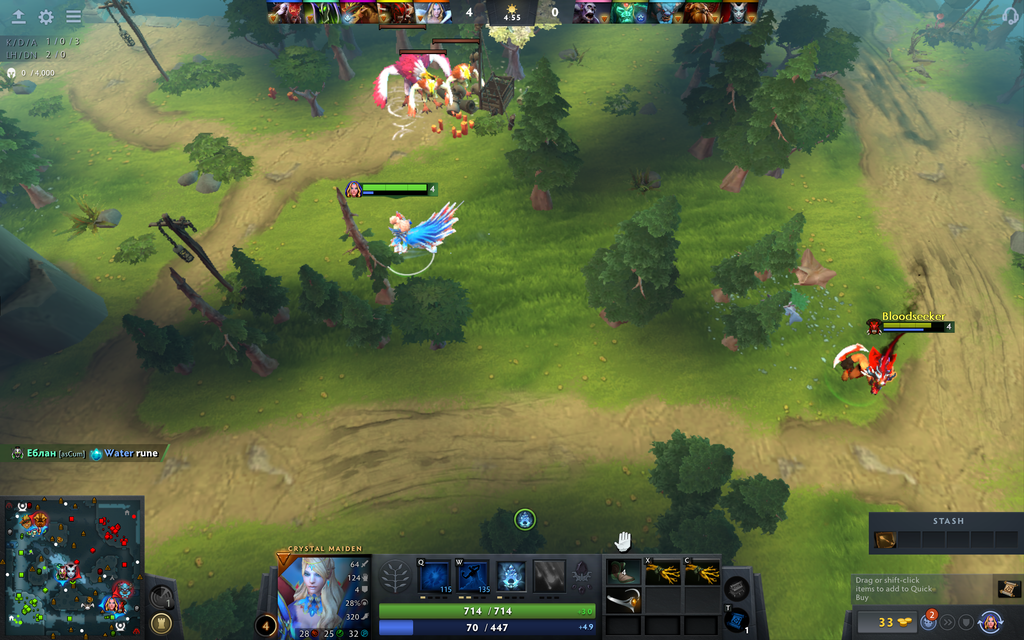 4
4:55
0
K/D/A 1/0/3
LH/DN 2/0
0 / 4,000
4
Bloodseeker
4
Еблан [asCum] Water rune
STASH
CRYSTAL MAIDEN
64
124
4
28%
320
4
28 25 32
Q
115
W
135
714 / 714
+3.0
70 / 447
+4.9
X
C
T
1
Drag or shift-click
items to add to Quick-
Buy
33
2